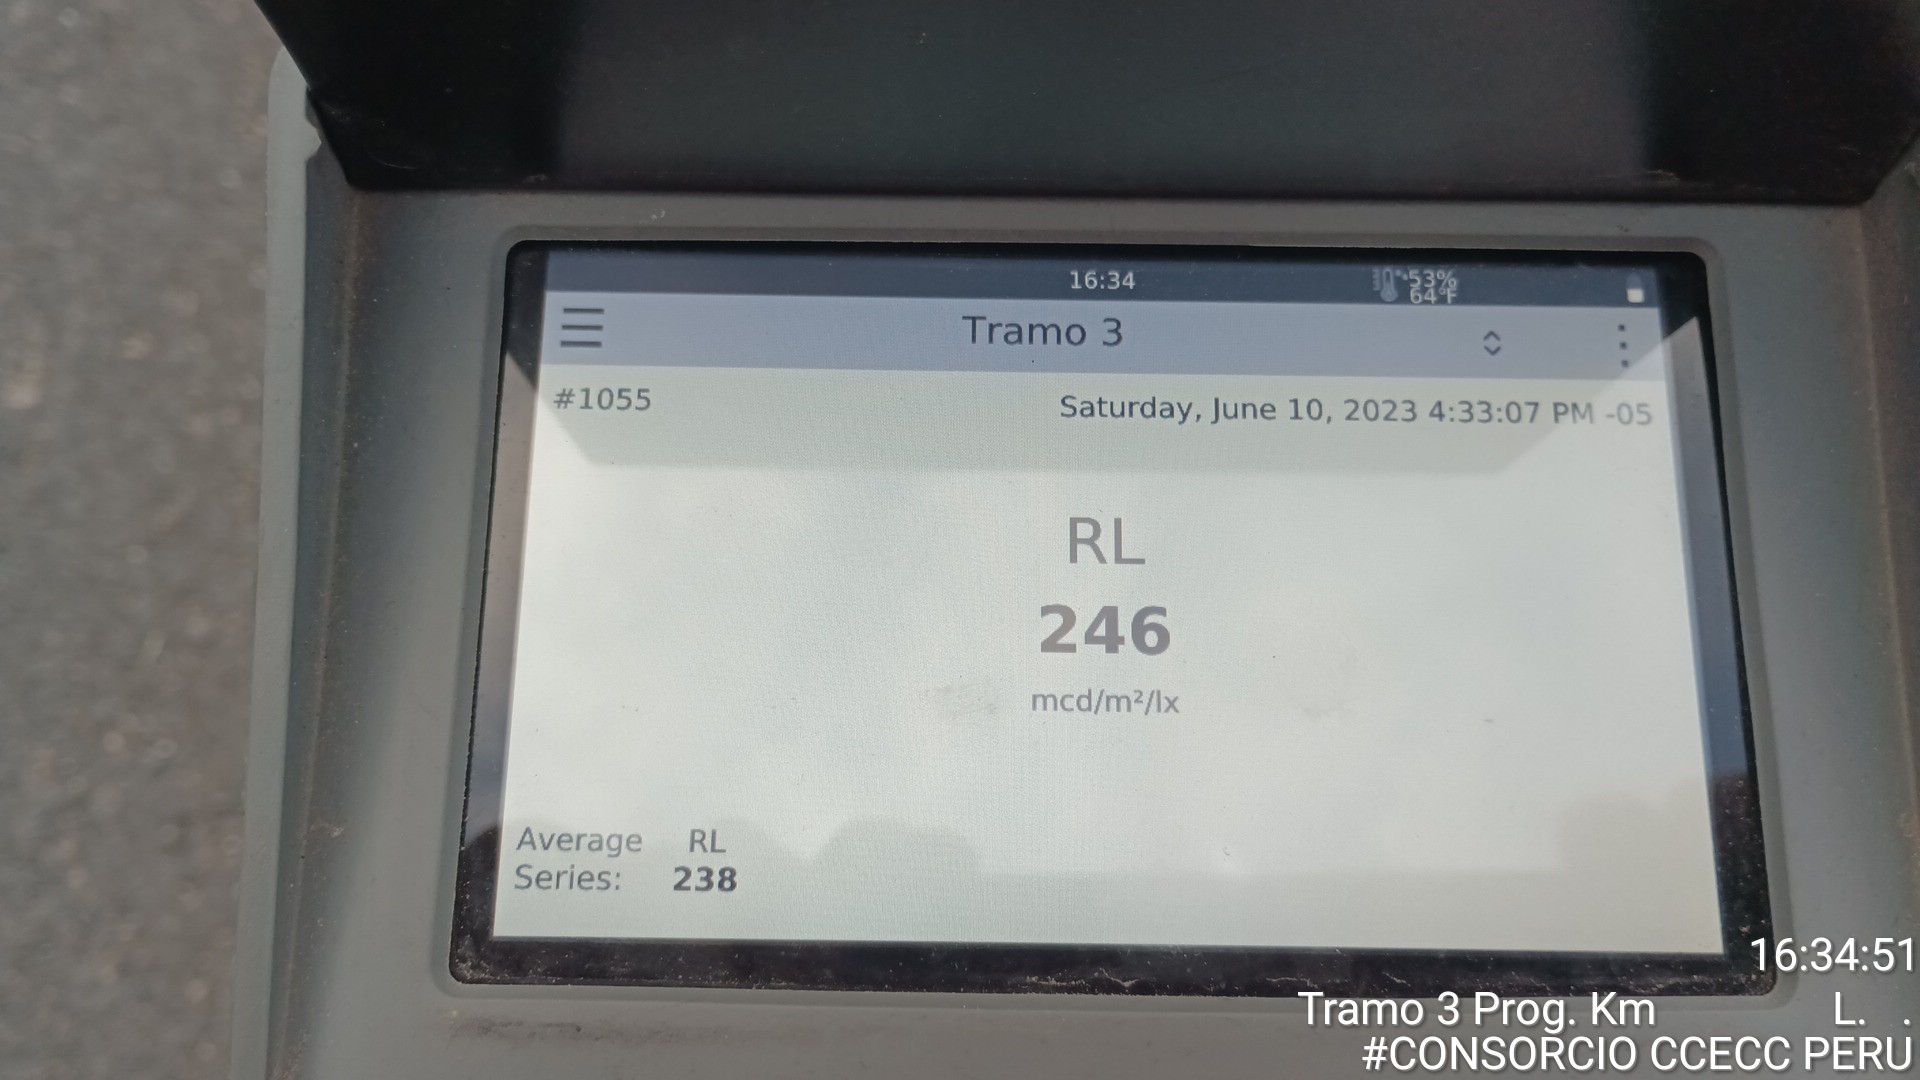 16:34
53%
64°F
Tramo 3
#1055
Saturday, June 10, 2023 4:33:07 PM -05
RL
246
mcd/m²/lx
Average RL
Series: 238
16:34:51
Tramo 3 Prog. Km L. .
#CONSORCIO CCECC PERU